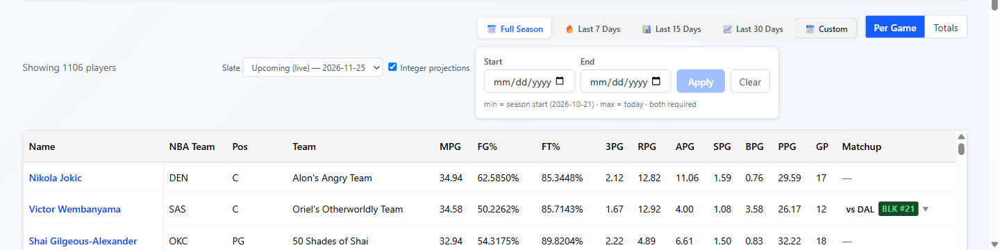 Full Season Last 7 Days Last 15 Days Last 30 Days Custom Per Game Totals
Showing 1106 players Slate Upcoming (live) — 2026-11-25 Integer projections
Start End
mm/dd/yyyy mm/dd/yyyy Apply Clear
min = season start (2026-10-21) · max = today · both required
Name NBA Team Pos Team MPG FG% FT% 3PG RPG APG SPG BPG PPG GP Matchup
Nikola Jokic DEN C Alon's Angry Team 34.94 62.5850% 85.3448% 2.12 12.82 11.06 1.59 0.76 29.59 17 —
Victor Wembanyama SAS C Oriel's Otherworldly Team 34.58 50.2262% 85.7143% 1.67 12.92 4.00 1.08 3.58 26.17 12 vs DAL BLK #21 ▼
Shai Gilgeous-Alexander OKC PG 50 Shades of Shai 32.94 54.3175% 89.8204% 2.22 4.89 6.61 1.50 0.83 32.22 18 —